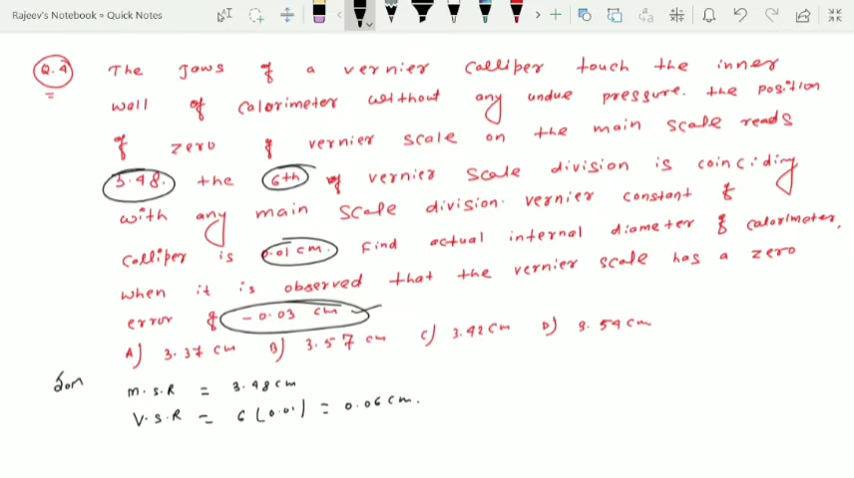 Rajeev's Notebook » Quick Notes
Q.4 The Jaws of a vernier calliper touch the inner
wall of calorimeter without any undue pressure. the position
of zero of vernier scale on the main scale reads
3.48. the 6th of vernier scale division is coinciding
with any main scale division. vernier constant of
calliper is 0.01 cm. Find actual internal diameter of calorimeter,
when it is observed that the vernier scale has a zero
error of -0.03 cm
A) 3.37 cm B) 3.57 cm C) 3.42 cm D) 3.54 cm
Sol
M.S.R = 3.48 cm
V.S.R = 6 (0.01) = 0.06 cm.